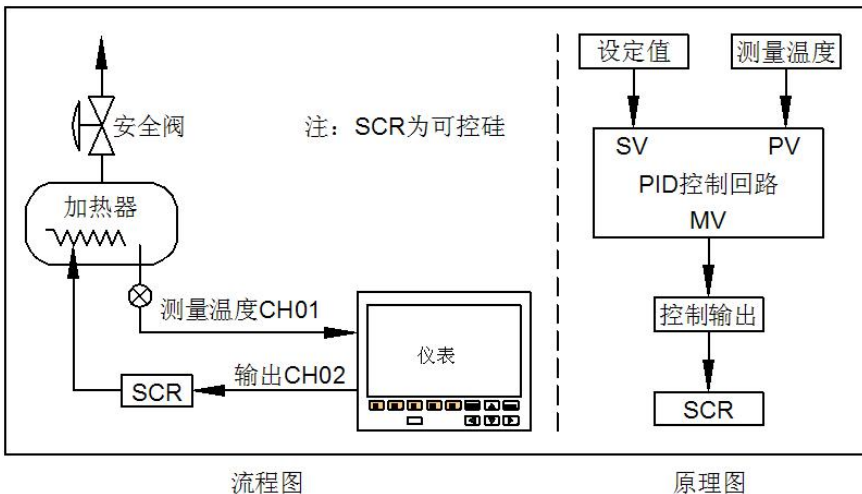 安全阀
注：SCR为可控硅
加热器
测量温度CH01
仪表
输出CH02
SCR
设定值
测量温度
SV
PV
PID控制回路
MV
控制输出
SCR
流程图
原理图